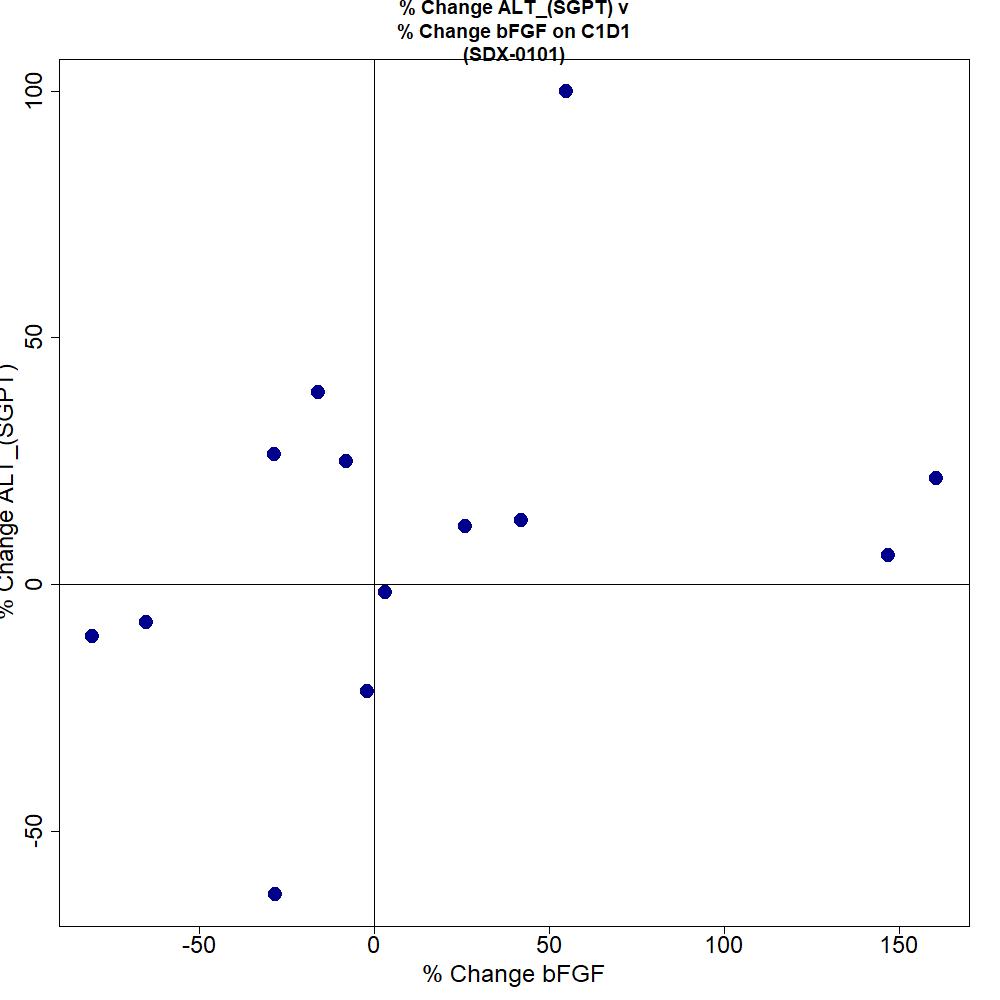 % Change ALT_(SGPT) v
% Change bFGF on C1D1
(SDX-0101)
100
50
0
-50
% Change ALT_(SGPT)
-50
0
50
100
150
% Change bFGF